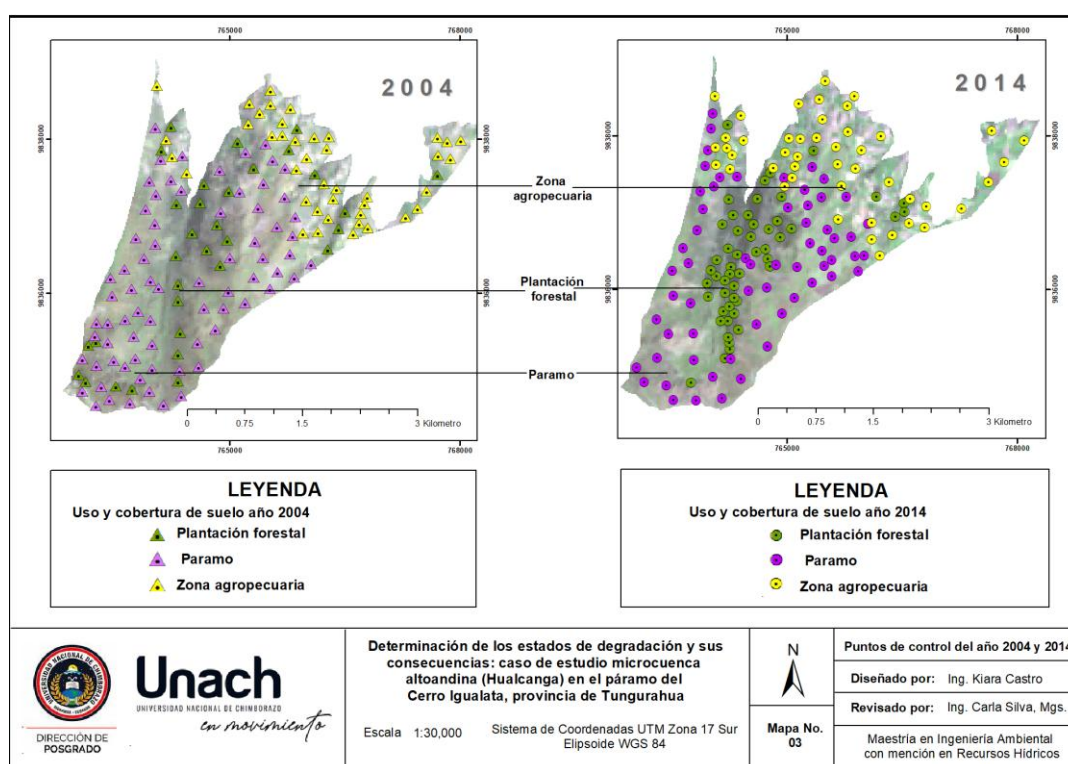 765000
768000
765000
768000
2004
2014
9838000
9838000
9838000
Zona
agropecuaria
Plantación
forestal
Paramo
9836000
9836000
9836000
0 0.75 1.5 3 Kilometro
0 0.75 1.5 3 Kilometro
765000
768000
765000
768000
LEYENDA
Uso y cobertura de suelo año 2004
Plantación forestal
Paramo
Zona agropecuaria
LEYENDA
Uso y cobertura de suelo año 2014
Plantación forestal
Paramo
Zona agropecuaria
UNIVERSIDAD NACIONAL DE CHIMBORAZO
DIRECCIÓN DE
POSGRADO
Unach
UNIVERSIDAD NACIONAL DE CHIMBORAZO
en movimiento
Determinación de los estados de degradación y sus
consecuencias: caso de estudio microcuenca
altoandina (Hualcanga) en el páramo del
Cerro Igualata, provincia de Tungurahua
Escala 1:30,000
Sistema de Coordenadas UTM Zona 17 Sur
Elipsoide WGS 84
N
Mapa No.
03
Puntos de control del año 2004 y 2014
Diseñado por: Ing. Kiara Castro
Revisado por: Ing. Carla Silva, Mgs.
Maestría en Ingeniería Ambiental
con mención en Recursos Hídricos